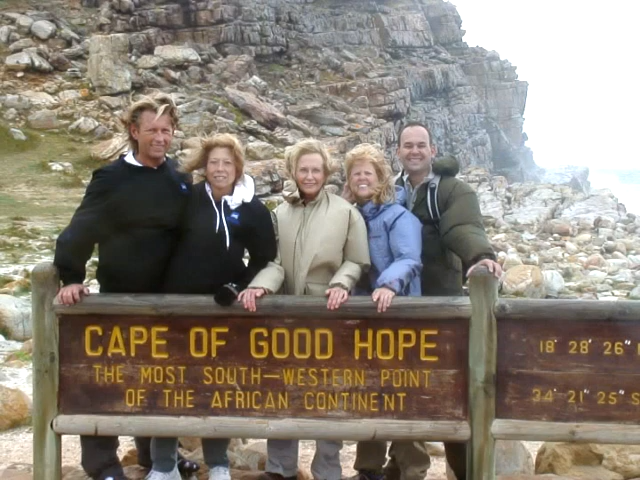 CAPE OF GOOD HOPE
THE MOST SOUTH–WESTERN POINT
OF THE AFRICAN CONTINENT
18° 28' 26"
34° 21' 25" S